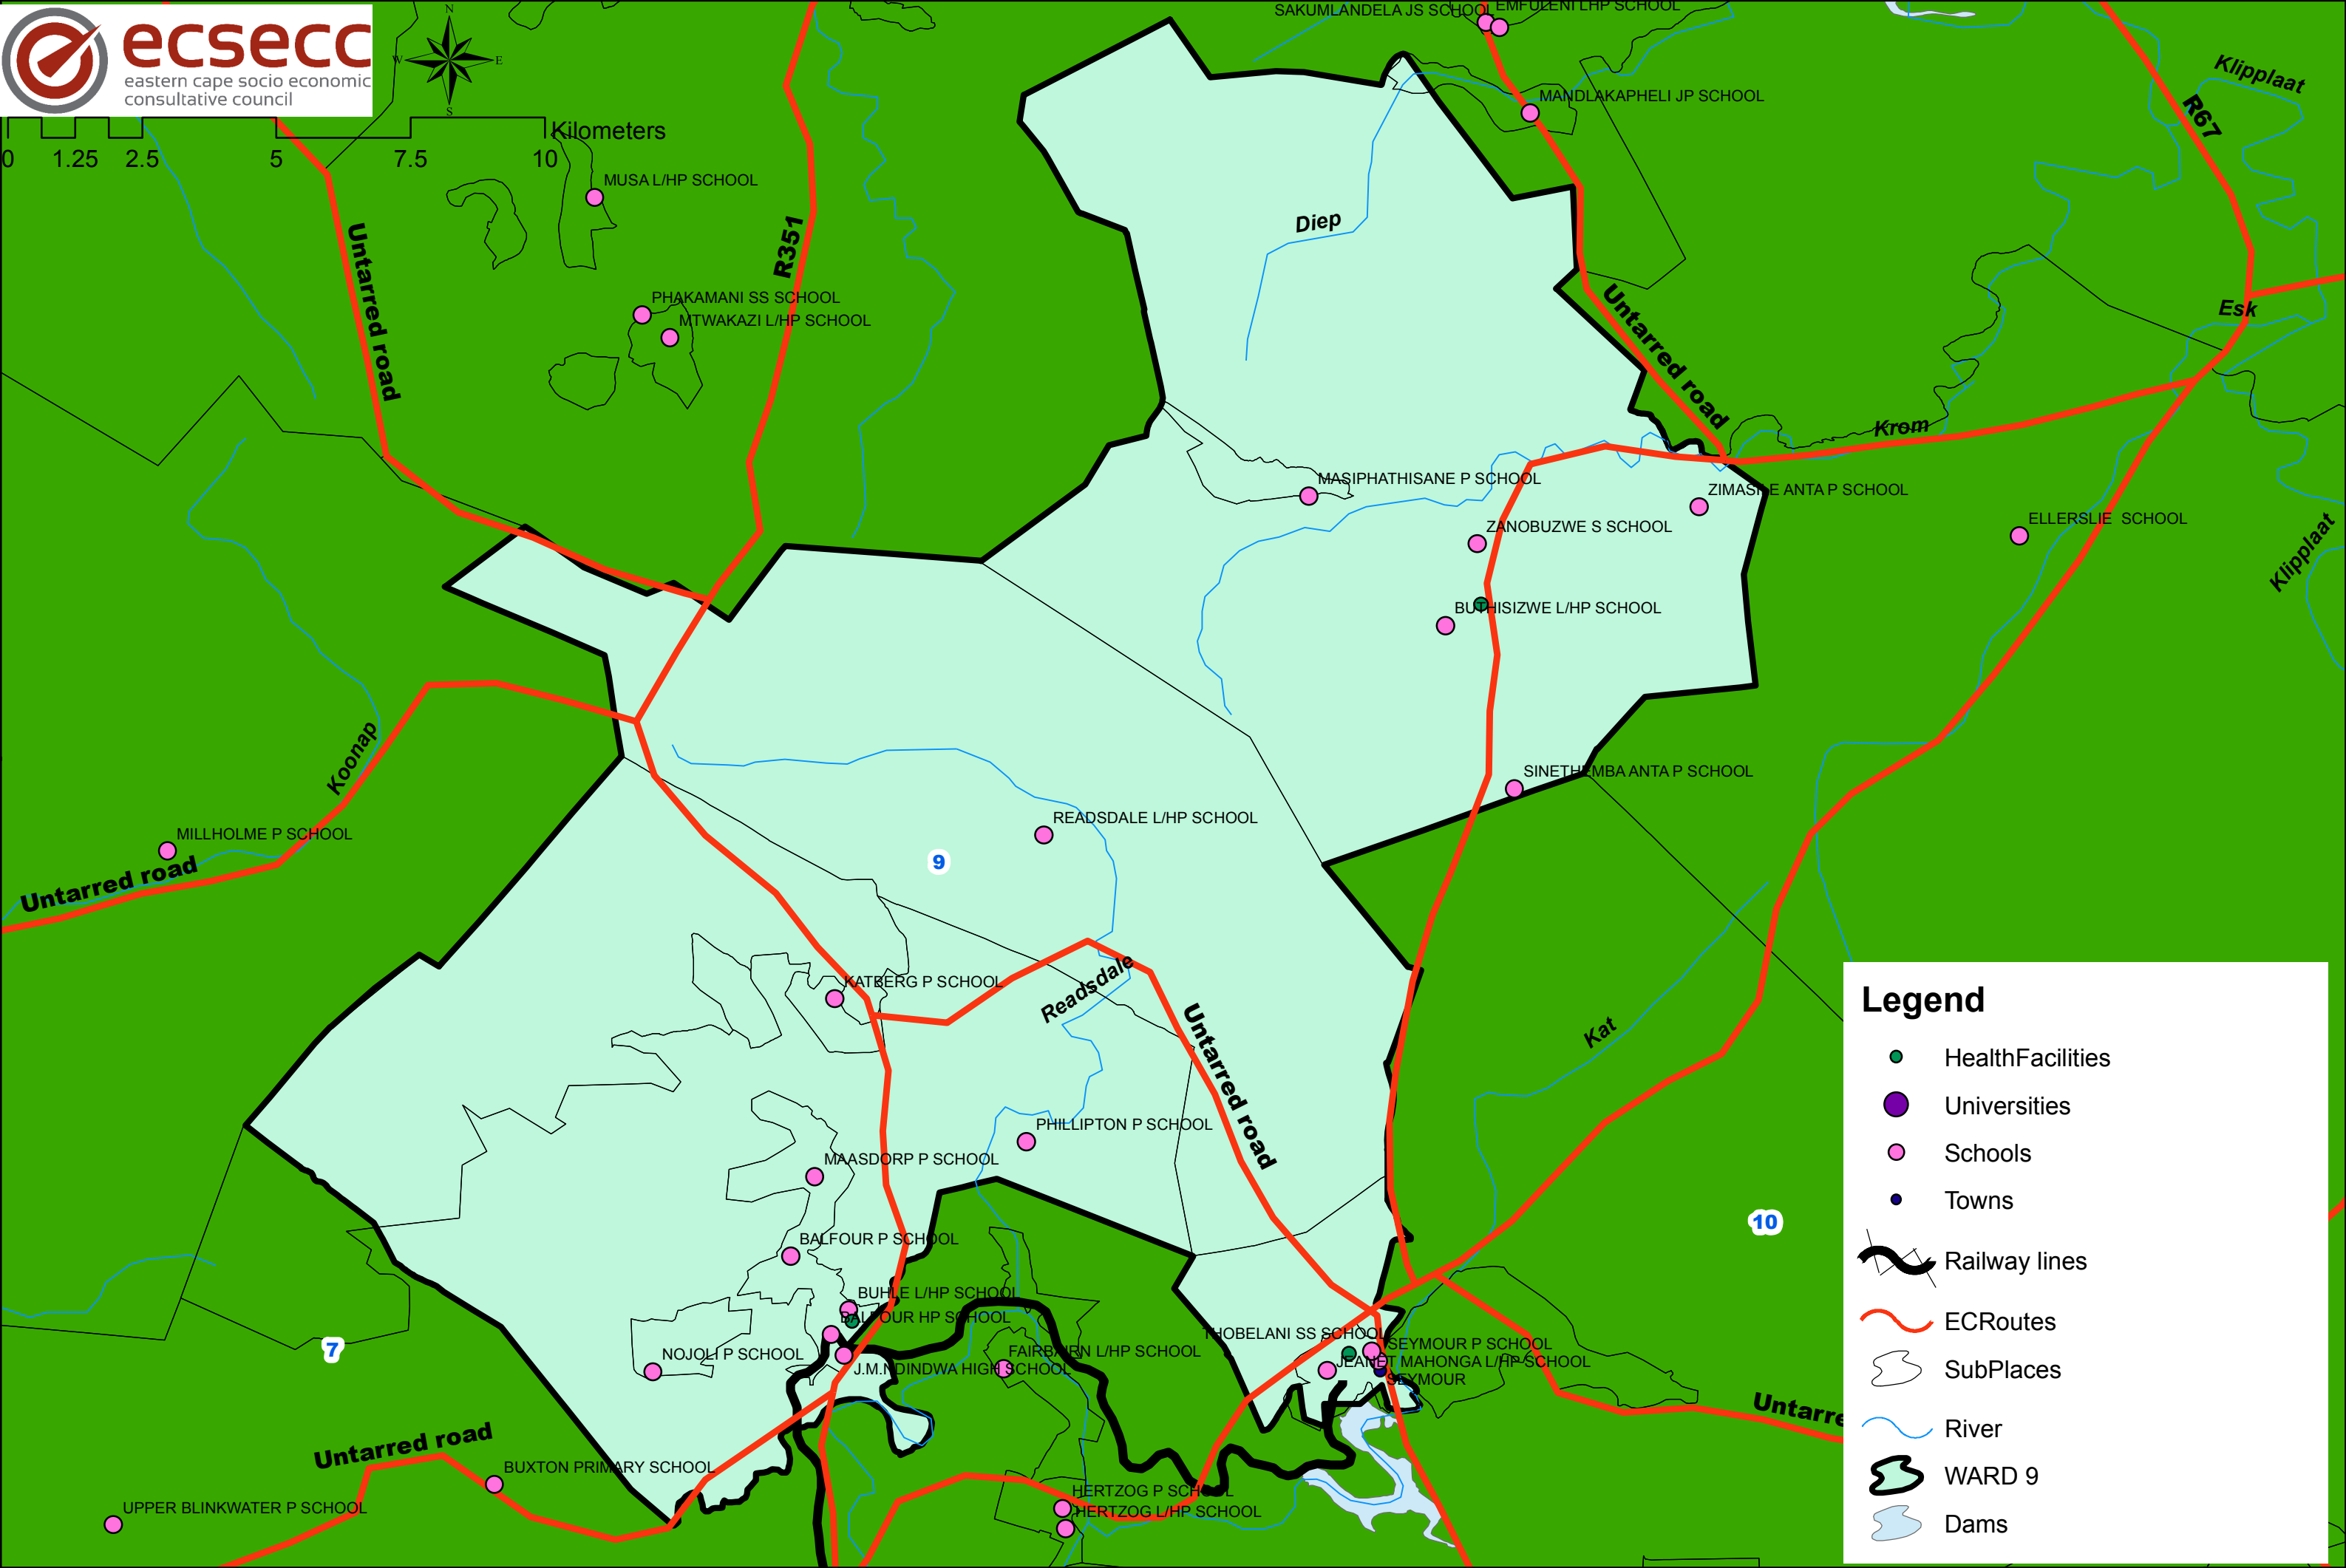 ecsecc
eastern cape socio economic
consultative council
N
W
E
S
Kilometers
0 1.25 2.5 5 7.5 10
SAKUMLANDELA JS SCHOOL
EMFULENI LHP SCHOOL
MANDLAKAPHELI JP SCHOOL
Klipplaat
R67
MUSA L/HP SCHOOL
Diep
R351
Untarred road
PHAKAMANI SS SCHOOL
MTWAKAZI L/HP SCHOOL
Untarred road
Esk
Krom
MASIPHATHISANE P SCHOOL
ZANOBUZWE S SCHOOL
ELLERSLIE SCHOOL
Klipplaat
BUTHISIZWE L/HP SCHOOL
Koonap
SINETHEMBA ANTA P SCHOOL
READSDALE L/HP SCHOOL
MILLHOLME P SCHOOL
Untarred road
9
KATBERG P SCHOOL
Readsdale
Untarred road
Kat
PHILLIPTON P SCHOOL
MAASDORP P SCHOOL
10
BALFOUR P SCHOOL
BUHLE L/HP SCHOOL
BALFOUR HP SCHOOL
THOBELANI SS SCHOOL
SEYMOUR P SCHOOL
7
NOJOLI P SCHOOL
FAIRBAIRN L/HP SCHOOL
JEANET MAHONGA L/HP SCHOOL
J.M.NDINDWA HIGH SCHOOL
SEYMOUR
Untarre
Untarred road
BUXTON PRIMARY SCHOOL
HERTZOG P SCHOOL
UPPER BLINKWATER P SCHOOL
HERTZOG L/HP SCHOOL
Legend
HealthFacilities
Universities
Schools
Towns
Railway lines
ECRoutes
SubPlaces
River
WARD 9
Dams